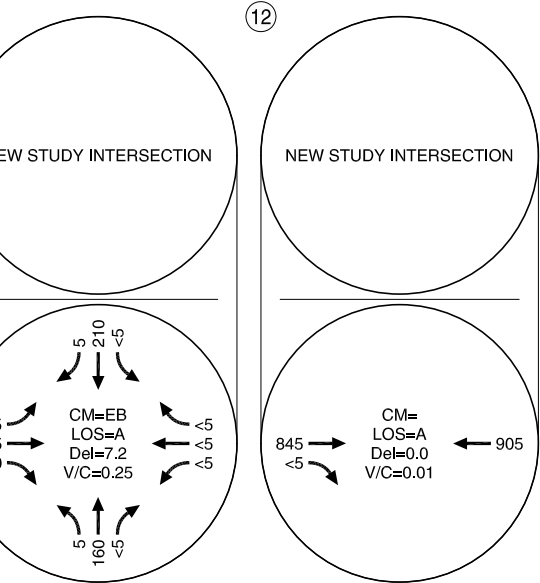 12
STUDY INTERSECTION
NEW STUDY INTERSECTION
5
210
<5
CM=EB
LOS=A
Del=7.2
V/C=0.25
<5
<5
<5
5
160
<5
845
<5
CM=
LOS=A
Del=0.0
V/C=0.01
905